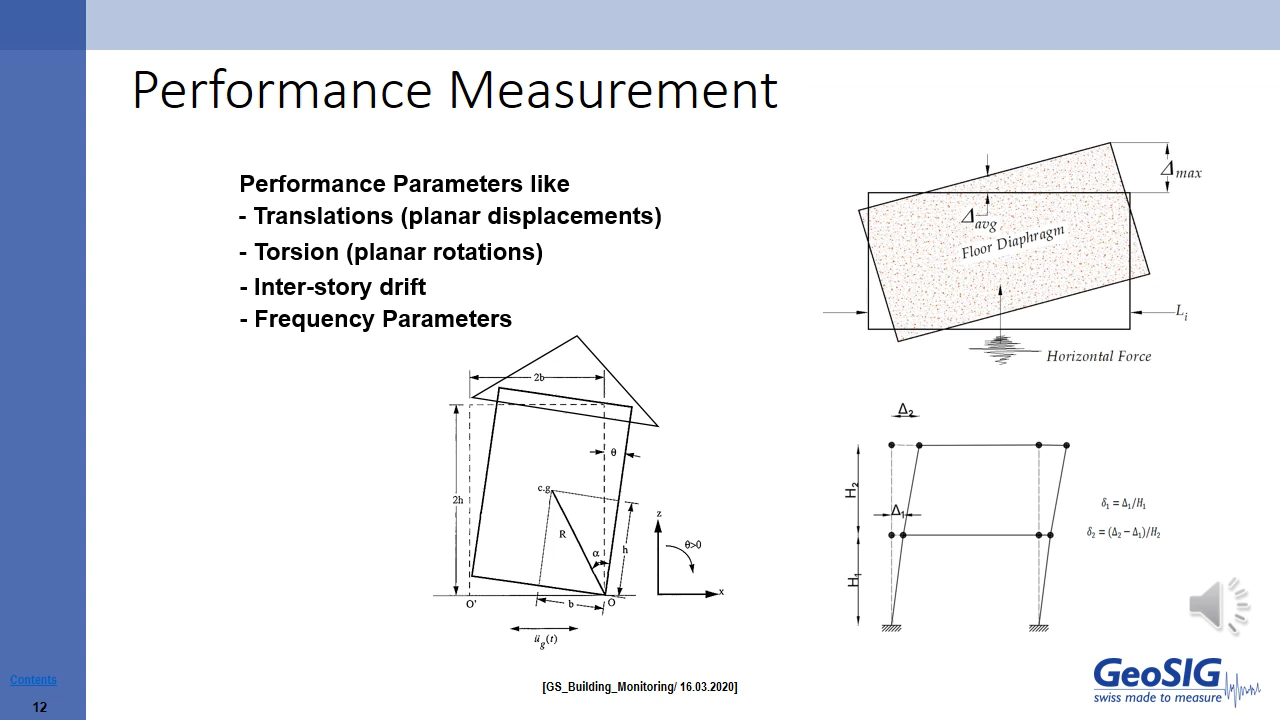 Performance Measurement
Performance Parameters like
- Translations (planar displacements)
- Torsion (planar rotations)
- Inter-story drift
- Frequency Parameters
Δmax
Δavg
Floor Diaphragm
Li
Horizontal Force
2b
θ
c.g.
2h
R
α
h
b
O'
O
z
θ>0
x
üg(t)
Δ2
H2
Δ1
H1
δ1 = Δ1/H1
δ2 = (Δ2 − Δ1)/H2
Contents
12
[GS_Building_Monitoring/ 16.03.2020]
GeoSIG
swiss made to measure